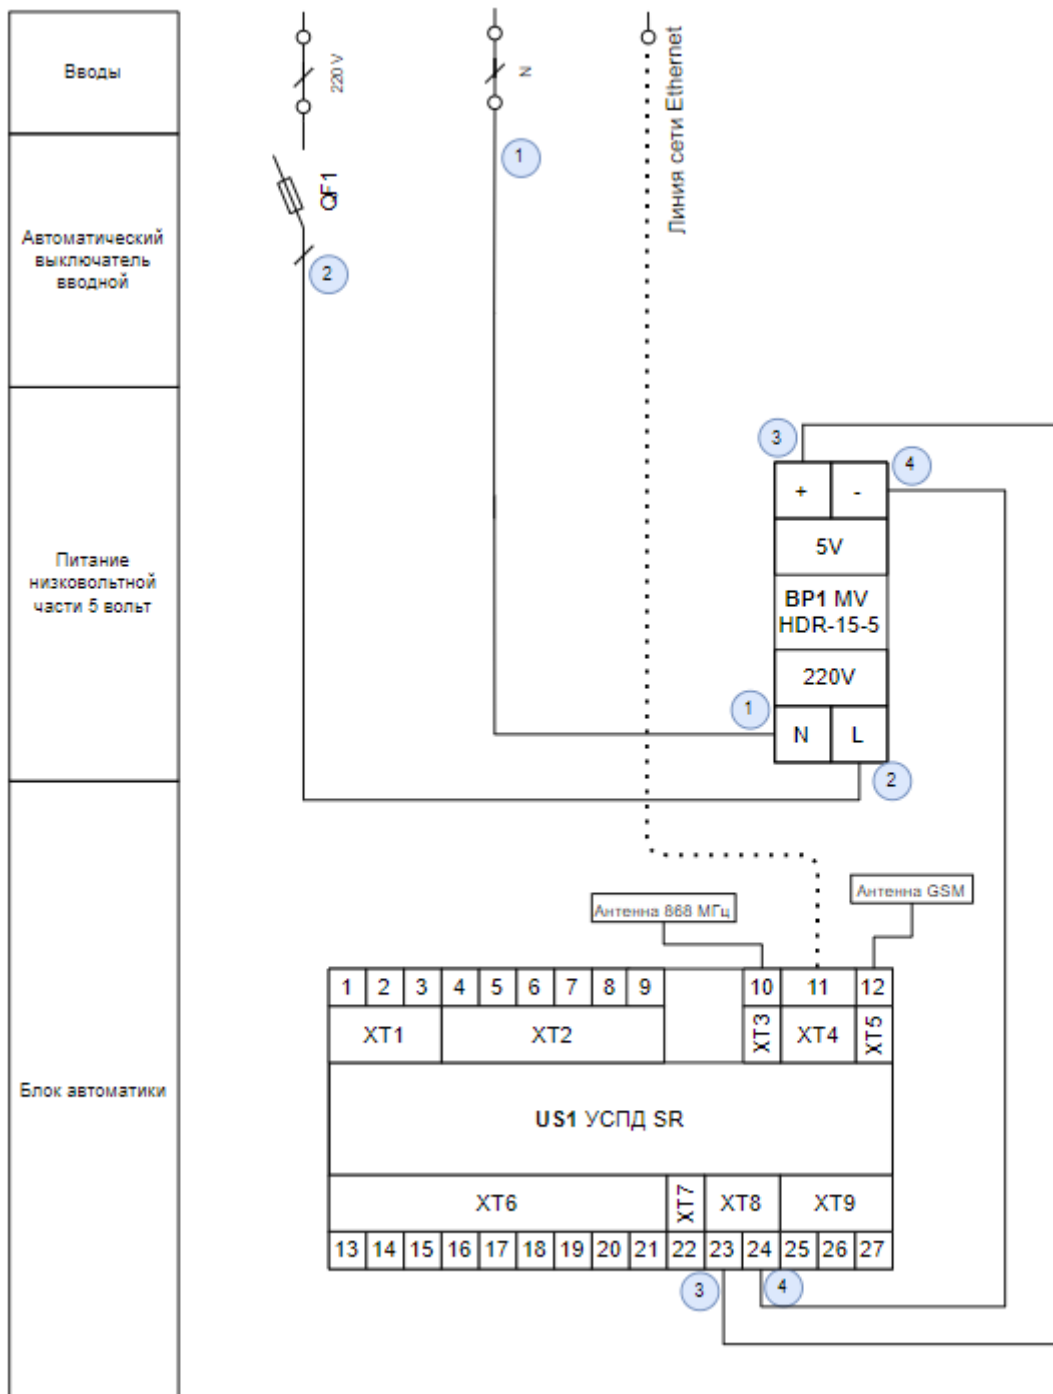 Вводы
220 V
N
Линия сети Ethernet
1
Автоматический
выключатель
вводной
QF1
2
3
4
+ -
5V
Питание
низковольтной
части 5 вольт
BP1 MV
HDR-15-5
220V
1
N L
2
Антенна 868 МГц
Антенна GSM
1 2 3 4 5 6 7 8 9 10 11 12
XT1 XT2 XT3 XT4 XT5
Блок автоматики
US1 УСПД SR
XT6 XT7 XT8 XT9
13 14 15 16 17 18 19 20 21 22 23 24 25 26 27
3
4